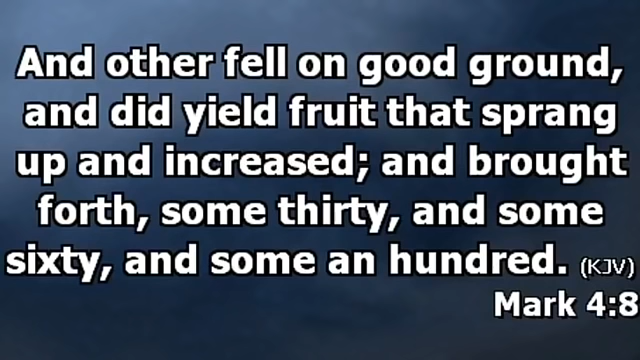 And other fell on good ground,
and did yield fruit that sprang
up and increased; and brought
forth, some thirty, and some
sixty, and some an hundred. (KJV)
Mark 4:8